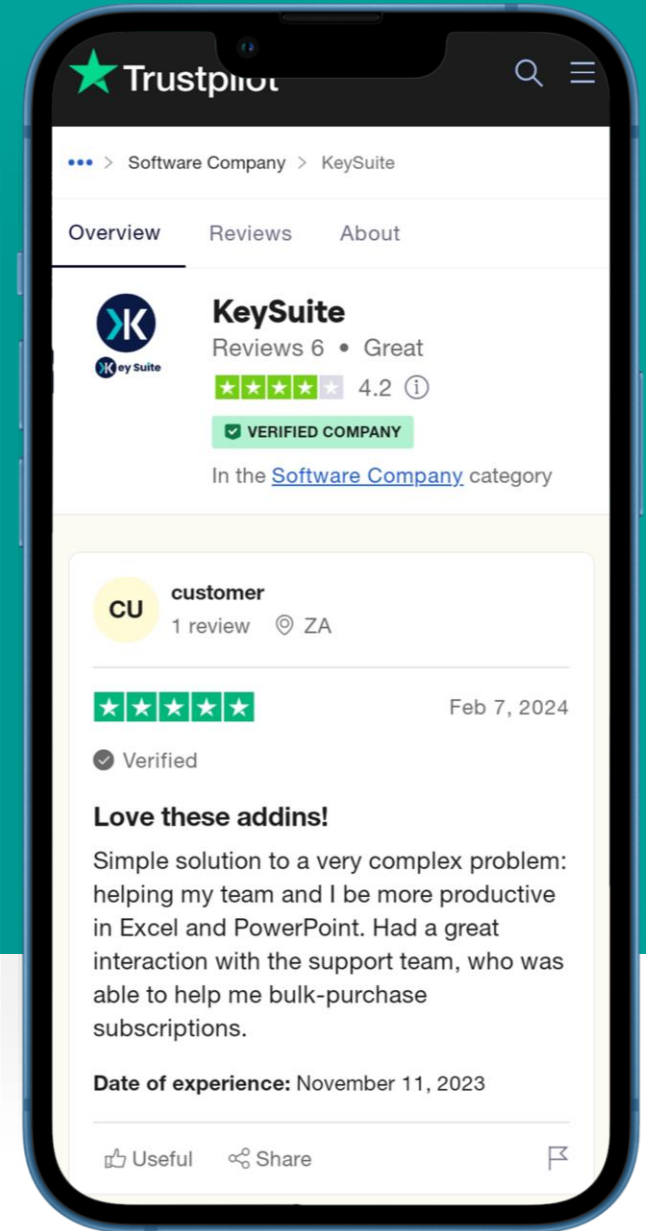 Trustpilot
••• > Software Company > KeySuite
Overview Reviews About
KeySuite
Key Suite
Reviews 6 • Great
4.2
VERIFIED COMPANY
In the Software Company category
CU
customer
1 review ZA
Feb 7, 2024
Verified
Love these addins!
Simple solution to a very complex problem:
helping my team and I be more productive
in Excel and PowerPoint. Had a great
interaction with the support team, who was
able to help me bulk-purchase
subscriptions.
Date of experience: November 11, 2023
Useful Share